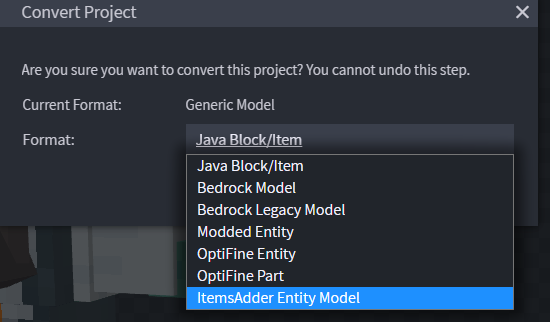 Convert Project
Are you sure you want to convert this project? You cannot undo this step.
Current Format: Generic Model
Format: Java Block/Item
Java Block/Item
Bedrock Model
Bedrock Legacy Model
Modded Entity
OptiFine Entity
OptiFine Part
ItemsAdder Entity Model